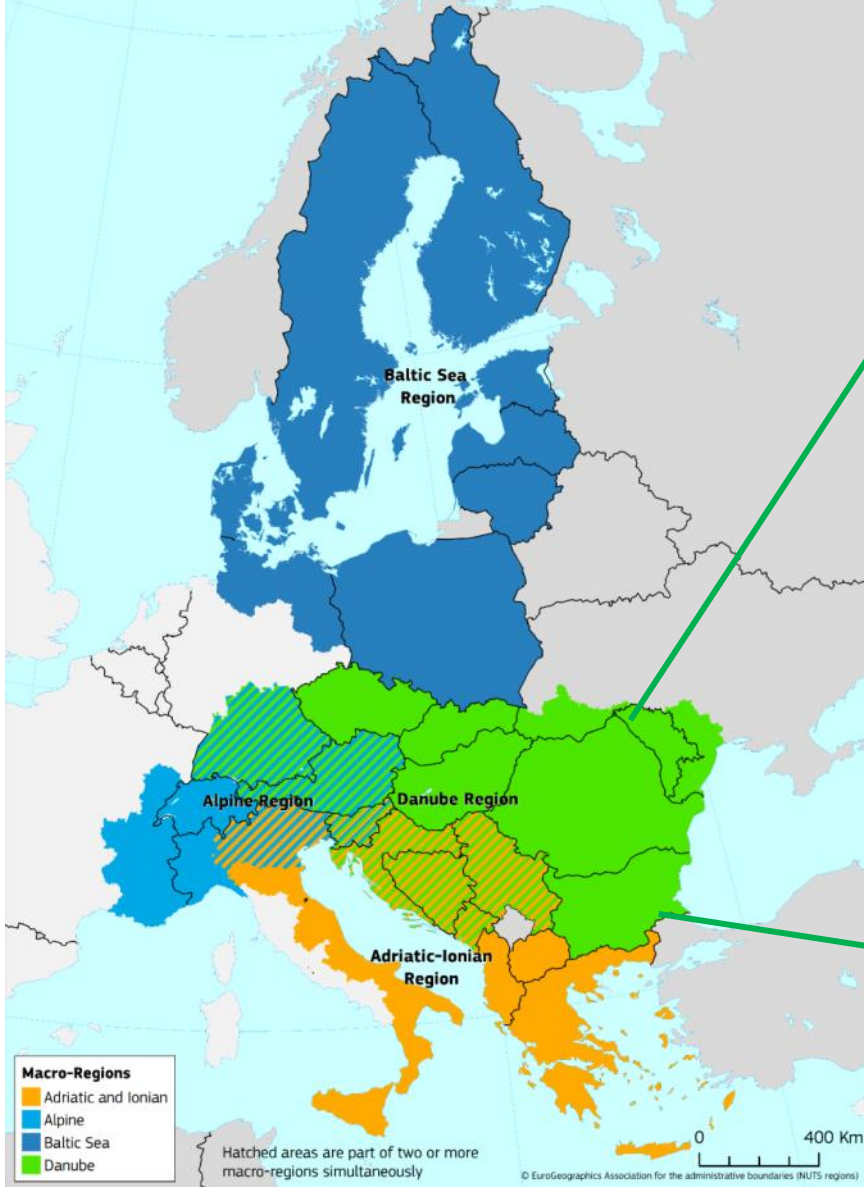 Baltic Sea
Region
Alpine Region
Danube Region
Adriatic-Ionian
Region
Macro-Regions
Adriatic and Ionian
Alpine
Baltic Sea
Danube
Hatched areas are part of two or more
macro-regions simultaneously
0 400 Km
© EuroGeographics Association for the administrative boundaries (NUTS regions)